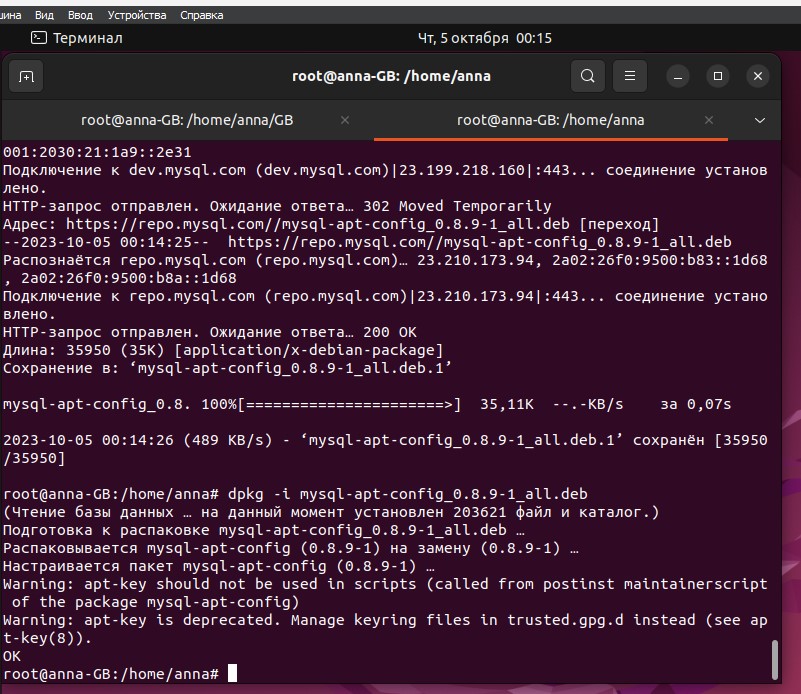 шина Вид Ввод Устройства Справка
Терминал Чт, 5 октября 00:15
root@anna-GB: /home/anna
root@anna-GB: /home/anna/GB × root@anna-GB: /home/anna ×
001:2030:21:1a9::2e31
Подключение к dev.mysql.com (dev.mysql.com)|23.199.218.160|:443... соединение установ
лено.
HTTP-запрос отправлен. Ожидание ответа… 302 Moved Temporarily
Адрес: https://repo.mysql.com//mysql-apt-config_0.8.9-1_all.deb [переход]
--2023-10-05 00:14:25--  https://repo.mysql.com//mysql-apt-config_0.8.9-1_all.deb
Распознаётся repo.mysql.com (repo.mysql.com)… 23.210.173.94, 2a02:26f0:9500:b83::1d68
, 2a02:26f0:9500:b8a::1d68
Подключение к repo.mysql.com (repo.mysql.com)|23.210.173.94|:443... соединение устано
влено.
HTTP-запрос отправлен. Ожидание ответа… 200 OK
Длина: 35950 (35K) [application/x-debian-package]
Сохранение в: ‘mysql-apt-config_0.8.9-1_all.deb.1’
mysql-apt-config_0.8. 100%[======================>]  35,11K  --.-KB/s    за 0,07s
2023-10-05 00:14:26 (489 KB/s) - ‘mysql-apt-config_0.8.9-1_all.deb.1’ сохранён [35950
/35950]
root@anna-GB:/home/anna# dpkg -i mysql-apt-config_0.8.9-1_all.deb
(Чтение базы данных … на данный момент установлен 203621 файл и каталог.)
Подготовка к распаковке mysql-apt-config_0.8.9-1_all.deb …
Распаковывается mysql-apt-config (0.8.9-1) на замену (0.8.9-1) …
Настраивается пакет mysql-apt-config (0.8.9-1) …
Warning: apt-key should not be used in scripts (called from postinst maintainerscript
 of the package mysql-apt-config)
Warning: apt-key is deprecated. Manage keyring files in trusted.gpg.d instead (see ap
t-key(8)).
OK
root@anna-GB:/home/anna#